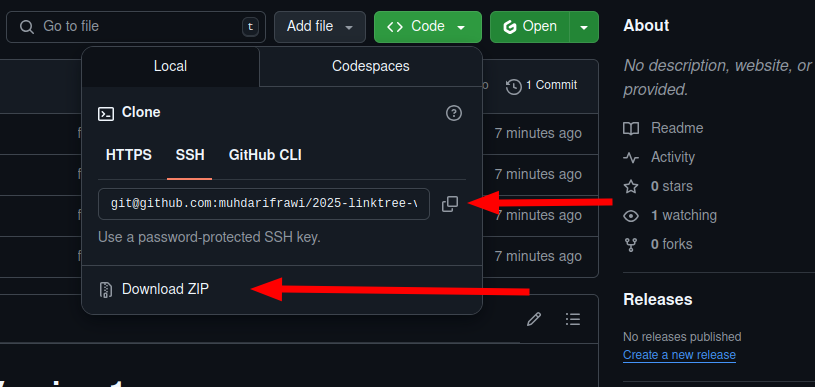 Go to file
t
Add file
Code
Open
Local
Codespaces
1 Commit
Clone
HTTPS
SSH
GitHub CLI
git@github.com:muhdarifrawi/2025-linktree-v
Use a password-protected SSH key.
Download ZIP
7 minutes ago
7 minutes ago
7 minutes ago
7 minutes ago
About
No description, website, or
provided.
Readme
Activity
0 stars
1 watching
0 forks
Releases
No releases published
Create a new release